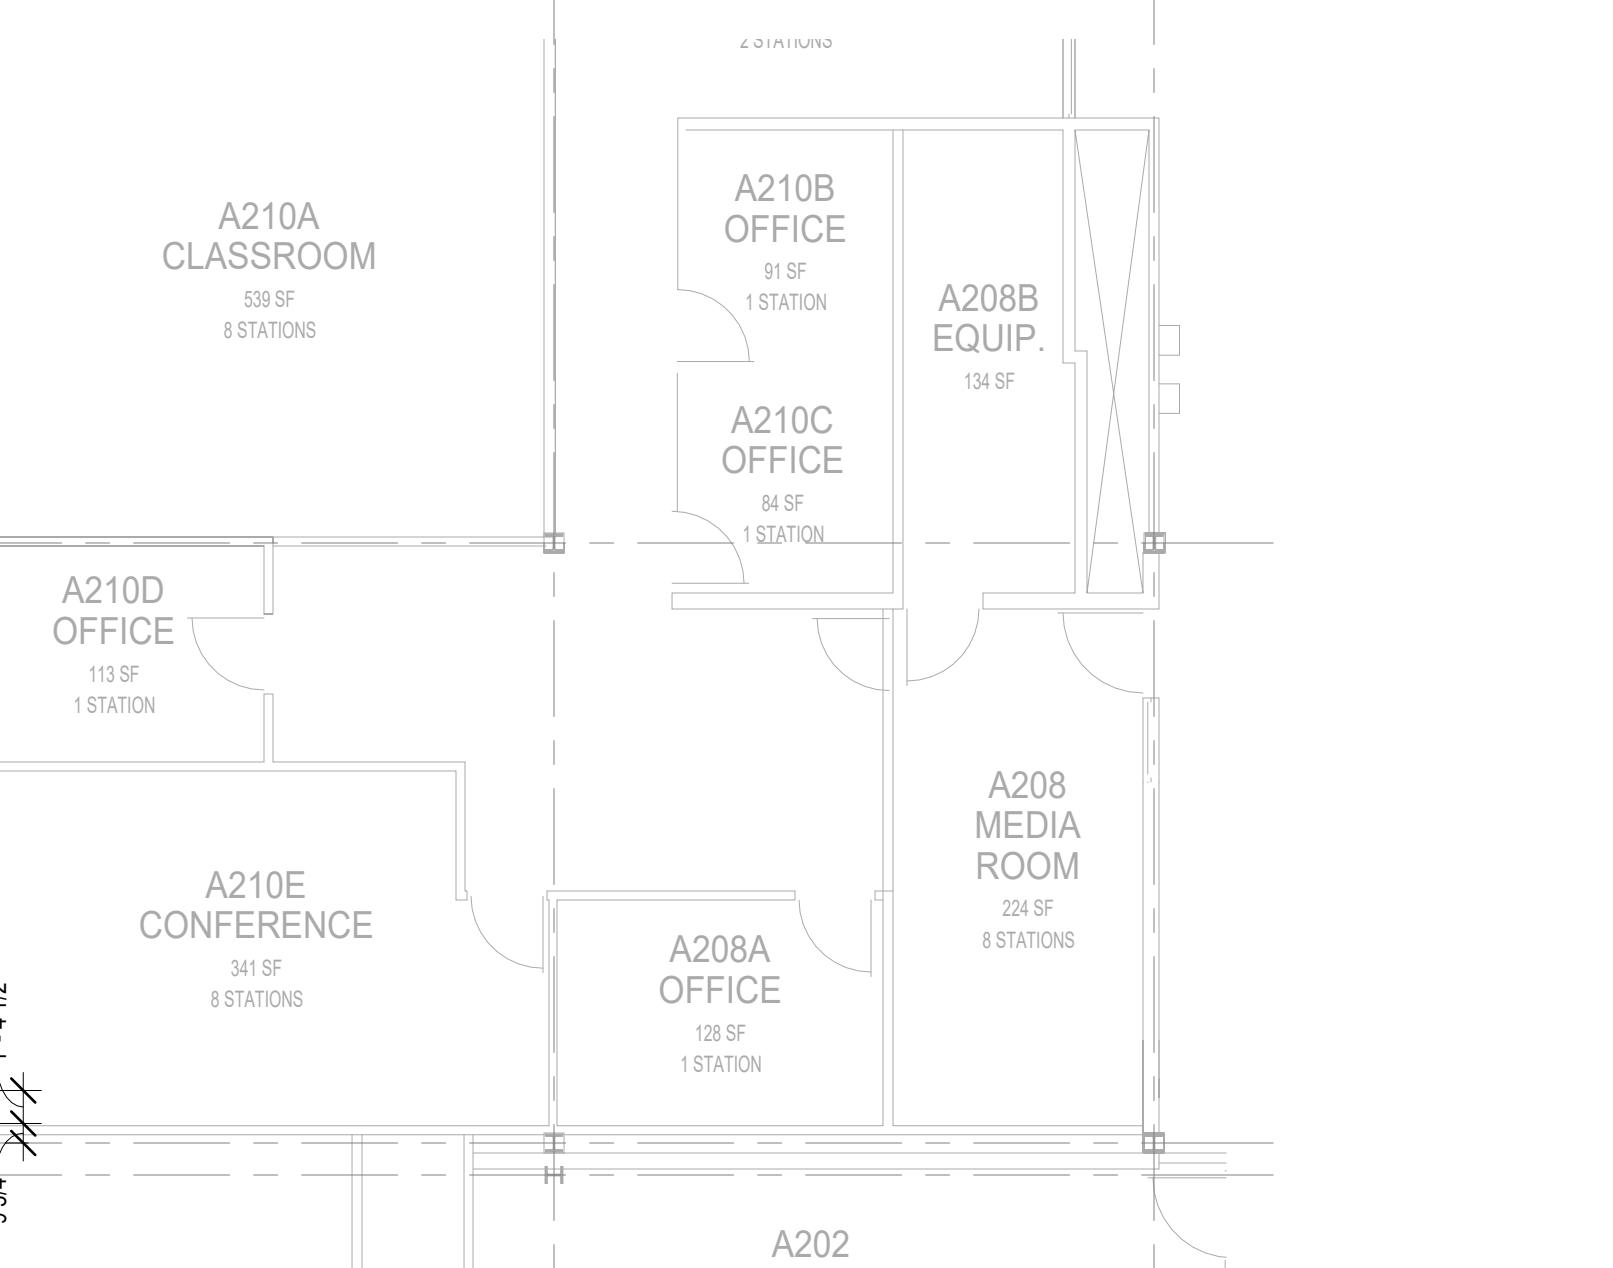 2 STATIONS
A210A
CLASSROOM
539 SF
8 STATIONS
A210B
OFFICE
91 SF
1 STATION
A208B
EQUIP.
134 SF
A210C
OFFICE
84 SF
1 STATION
A210D
OFFICE
113 SF
1 STATION
A208
MEDIA
ROOM
224 SF
8 STATIONS
A210E
CONFERENCE
341 SF
8 STATIONS
A208A
OFFICE
128 SF
1 STATION
A202